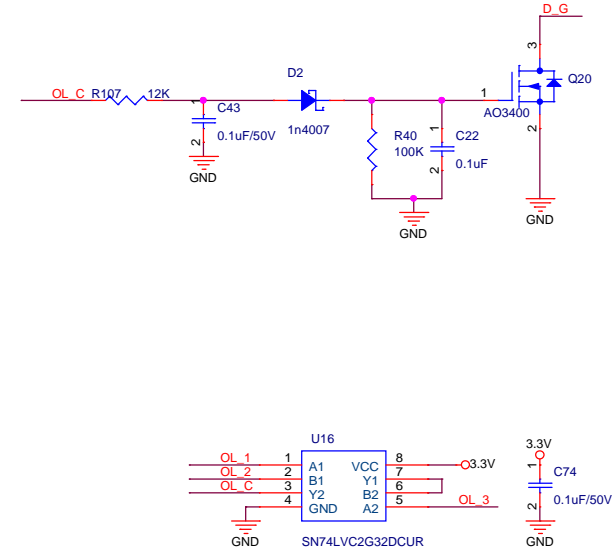 D_G
3
D2
Q20
OL_C R107 12K
1
C43
1
AO3400
0.1uF/50V
1n4007
R40
100K
1
C22
0.1uF
2
2
2
GND
GND
GND
U16
3.3V
OL_1 1 A1 VCC 8 3.3V
OL_2 2 B1 Y1 7
OL_C 3 Y2 B2 6
4 GND A2 5 OL_3
1
C74
0.1uF/50V
2
GND
SN74LVC2G32DCUR
GND